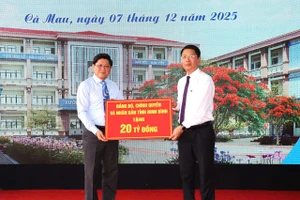 Cà Mau, ngày 07 tháng 12 năm 2025
ĐẢNG BỘ, CHÍNH QUYỀN
VÀ NHÂN DÂN TỈNH NINH BÌNH
TẶNG
20 TỶ ĐỒNG